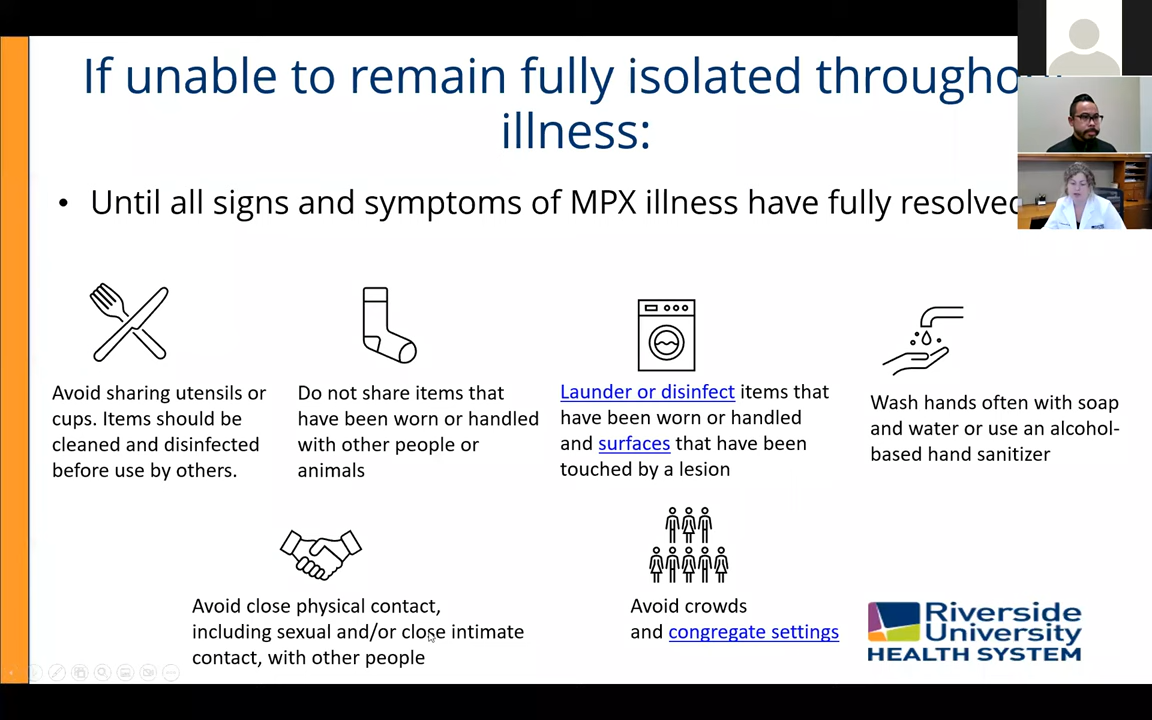 If unable to remain fully isolated
illness:
• Until all signs and symptoms of MPX illness have fully resolved
Avoid sharing utensils or
cups. Items should be
cleaned and disinfected
before use by others.
Do not share items that
have been worn or handled
with other people or
animals
Launder or disinfect items that
have been worn or handled
and surfaces that have been
touched by a lesion
Wash hands often with soap
and water or use an alcohol-
based hand sanitizer
Avoid close physical contact,
including sexual and/or close intimate
contact, with other people
Avoid crowds
and congregate settings
Riverside
University
HEALTH SYSTEM